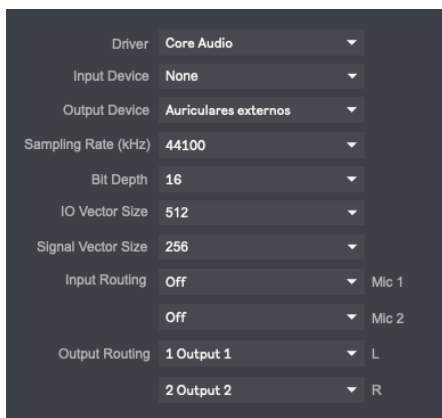 Driver Core Audio
Input Device None
Output Device Auriculares externos
Sampling Rate (kHz) 44100
Bit Depth 16
IO Vector Size 512
Signal Vector Size 256
Input Routing Off Mic 1
Off Mic 2
Output Routing 1 Output 1 L
2 Output 2 R